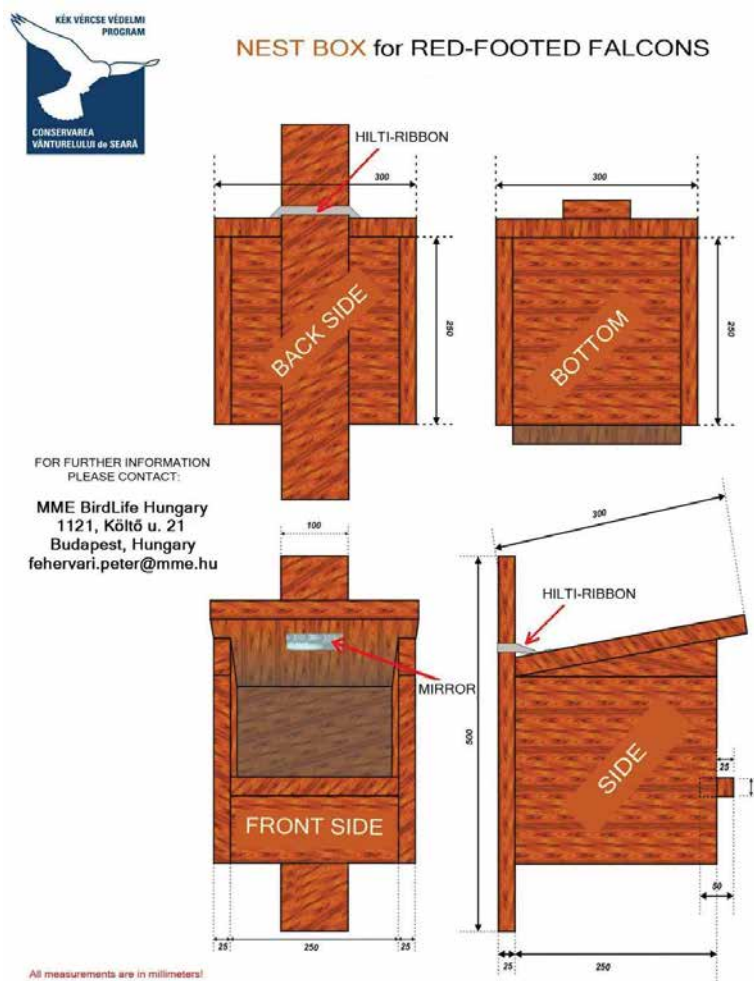 KÉK VÉRCSE VÉDELMI
PROGRAM
CONSERVAREA
VÂNTURELULUI de SEARĂ
NEST BOX for RED-FOOTED FALCONS
HILTI-RIBBON
300
300
BACK SIDE
250
BOTTOM
250
FOR FURTHER INFORMATION
PLEASE CONTACT:
MME BirdLife Hungary
1121, Költő u. 21
Budapest, Hungary
fehervari.peter@mme.hu
100
300
HILTI-RIBBON
MIRROR
500
SIDE
25
FRONT SIDE
50
25
250
25
25
250
All measurements are in millimeters!